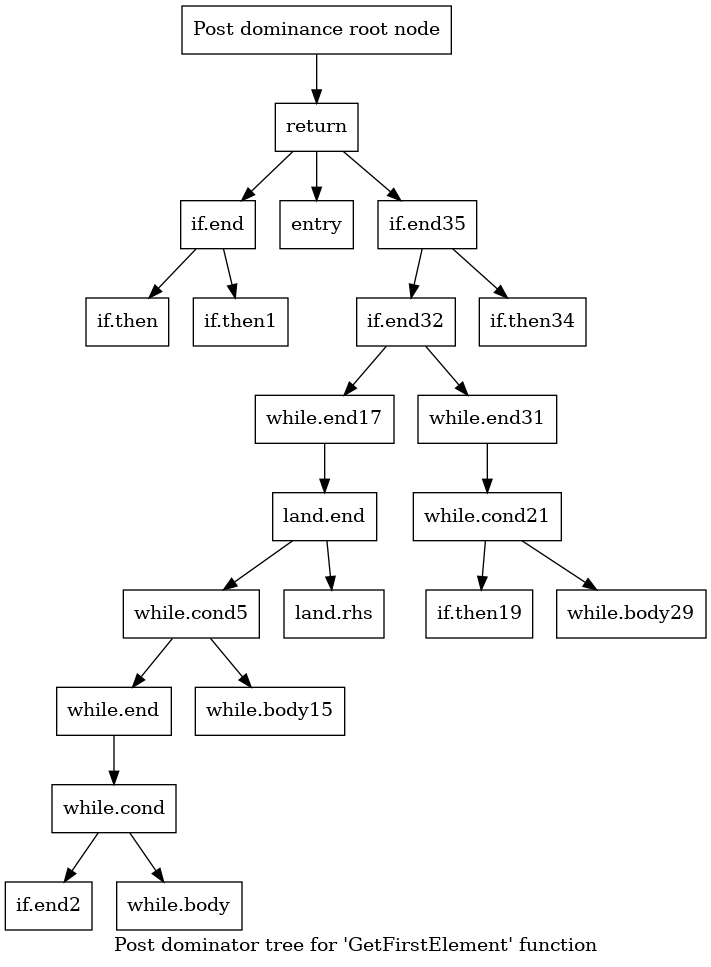 Post dominance root node
return
if.end
entry
if.end35
if.then
if.then1
if.end32
if.then34
while.end17
while.end31
land.end
while.cond21
while.cond5
land.rhs
if.then19
while.body29
while.end
while.body15
while.cond
if.end2
while.body
Post dominator tree for 'GetFirstElement' function